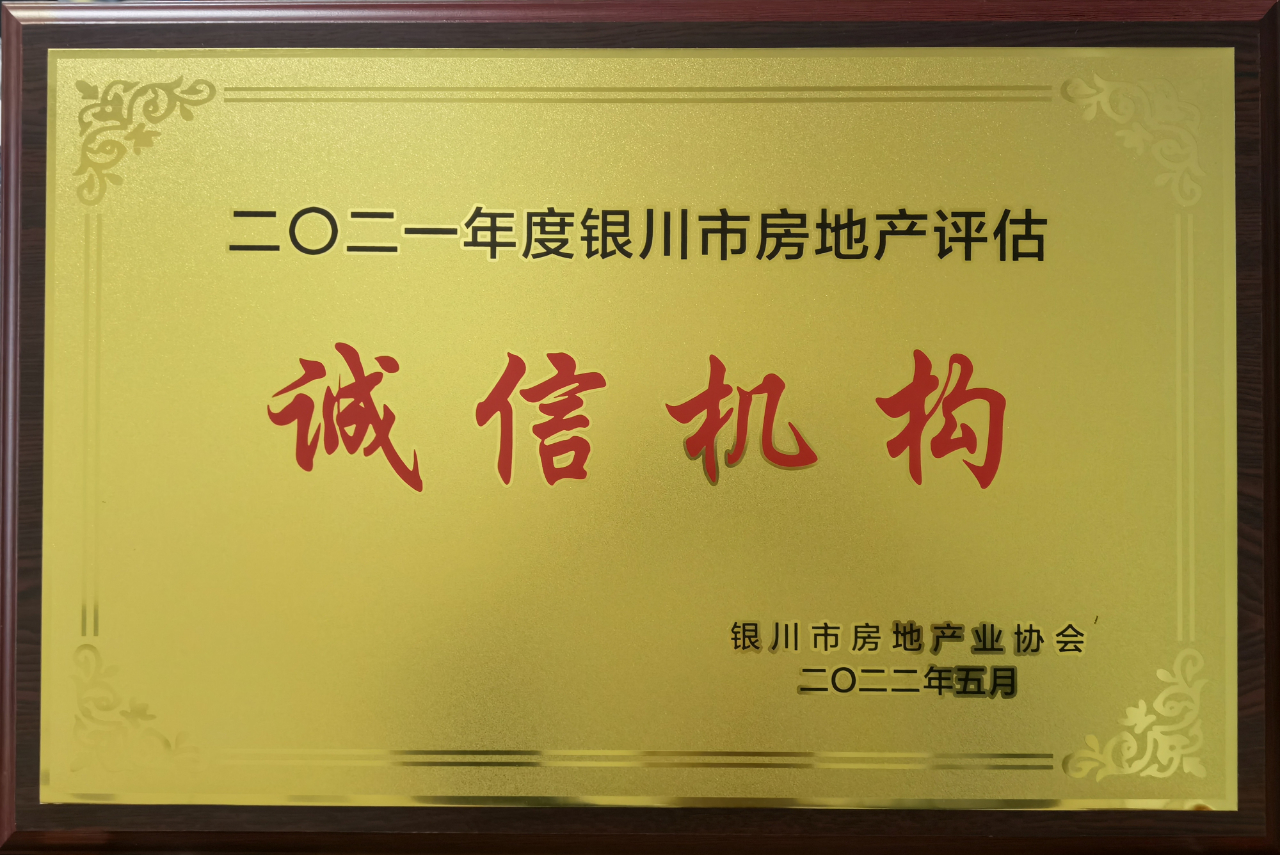 二〇二一年度银川市房地产评估
诚信机构
银川市房地产业协会
二〇二二年五月